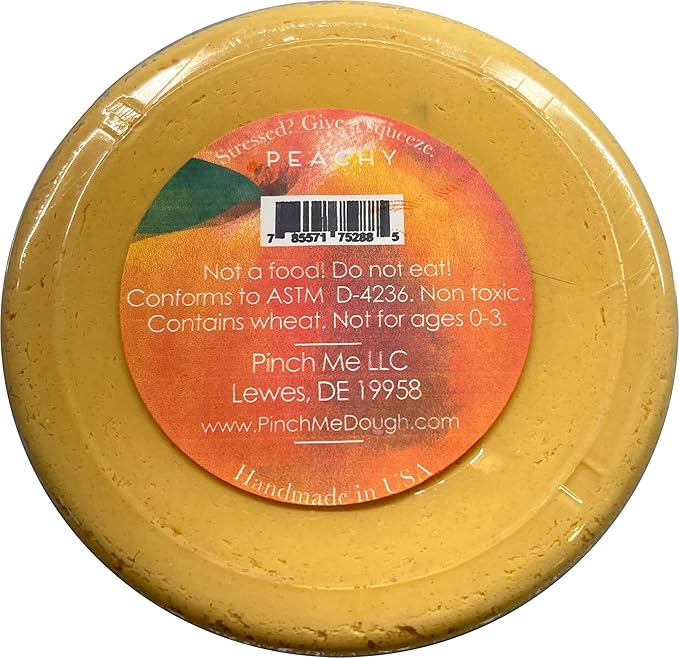 Stressed? Give a squeeze.
PEACHY
7 85571 75288 5
Not a food! Do not eat!
Conforms to ASTM D-4236. Non toxic.
Contains wheat. Not for ages 0-3.
Pinch Me LLC
Lewes, DE 19958
www.PinchMeDough.com
Handmade in USA